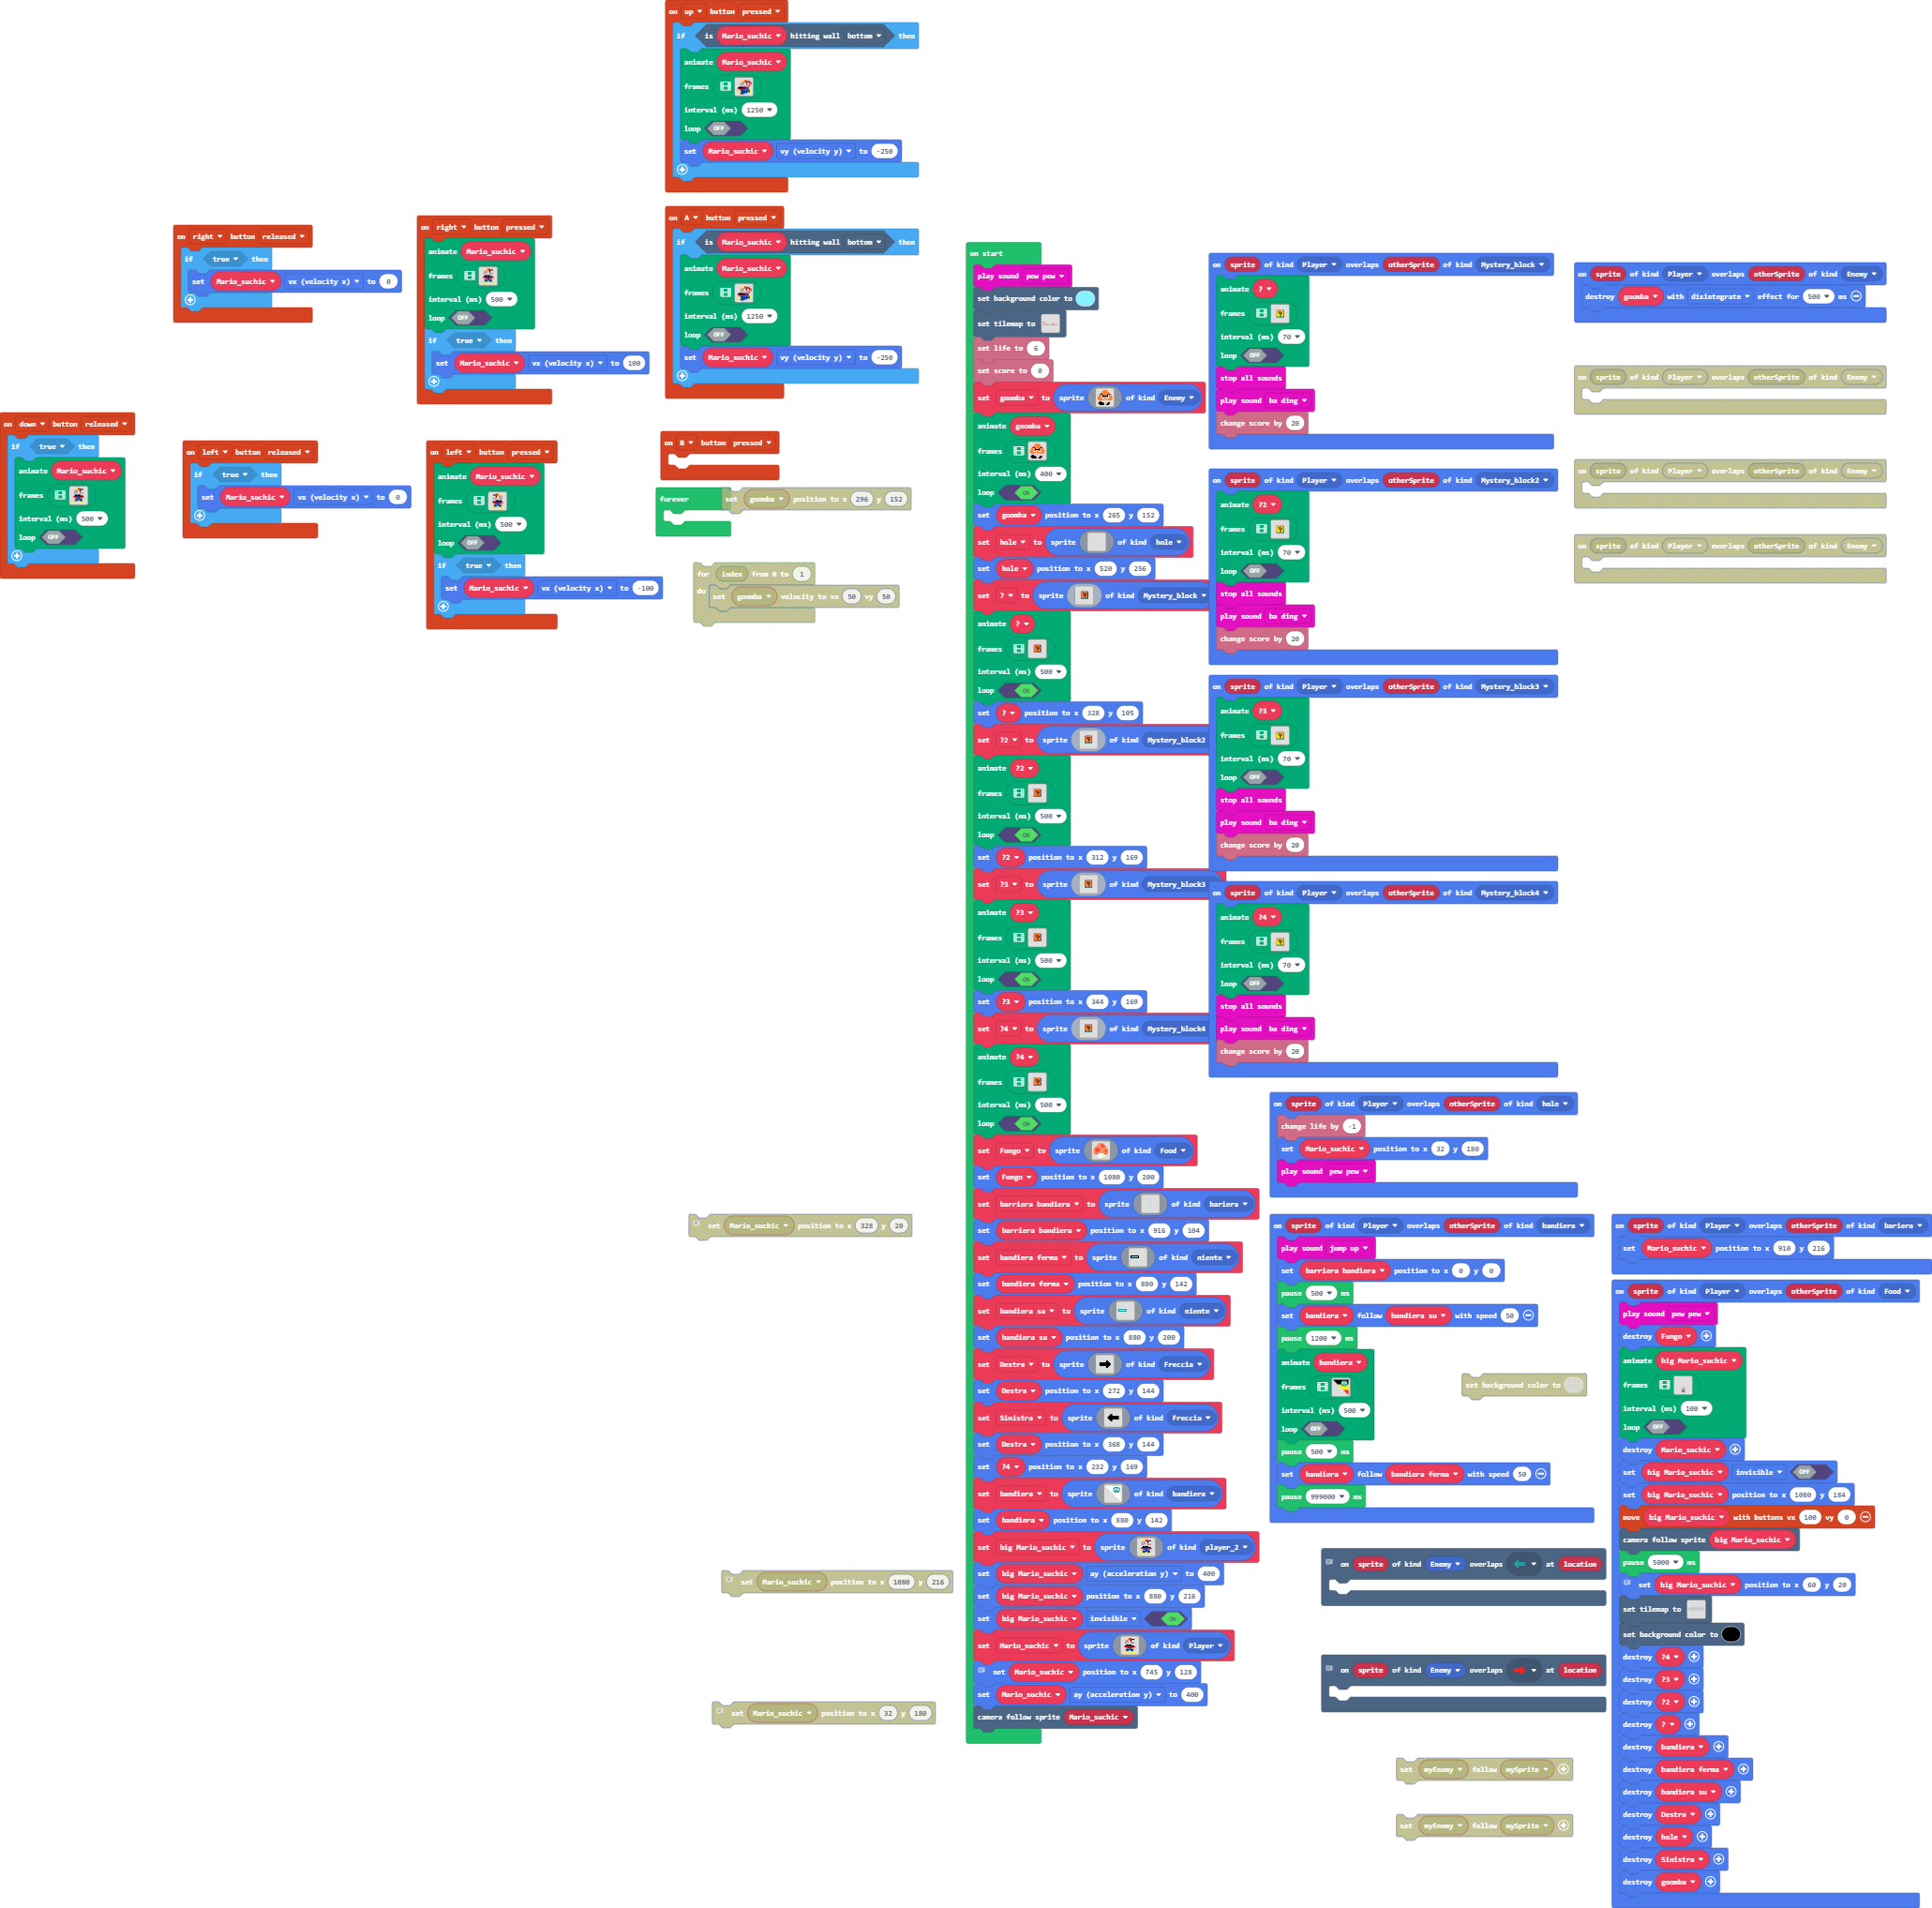 on up button pressed
if is Mario_suchic hitting wall bottom then
animate Mario_suchic
frames
interval (ms) 1250
loop OFF
set Mario_suchic vy (velocity y) to -250
on right button released
if true then
set Mario_suchic vx (velocity x) to 0
on right button pressed
animate Mario_suchic
frames
interval (ms) 500
loop OFF
if true then
set Mario_suchic vx (velocity x) to 100
on A button pressed
if is Mario_suchic hitting wall bottom then
animate Mario_suchic
frames
interval (ms) 1250
loop OFF
set Mario_suchic vy (velocity y) to -250
on down button released
if true then
animate Mario_suchic
frames
interval (ms) 500
loop OFF
on left button released
if true then
set Mario_suchic vx (velocity x) to 0
on left button pressed
animate Mario_suchic
frames
interval (ms) 500
loop OFF
if true then
set Mario_suchic vx (velocity x) to -100
on B button pressed
forever
set goomba position to x 296 y 152
for index from 0 to 1
do set goomba velocity to vx 50 vy 50
set Mario_suchic position to x 328 y 20
set Mario_suchic position to x 1080 y 216
set Mario_suchic position to x 32 y 180
on start
play sound pew pew
set background color to
set tilemap to
set life to 6
set score to 0
set goomba to sprite of kind Enemy
animate goomba
frames
interval (ms) 400
loop ON
set goomba position to x 265 y 152
set hole to sprite of kind hole
set hole position to x 520 y 256
set ? to sprite of kind Mystery_block
animate ?
frames
interval (ms) 500
loop ON
set ? position to x 328 y 105
set ?2 to sprite of kind Mystery_block2
animate ?2
frames
interval (ms) 500
loop ON
set ?2 position to x 312 y 169
set ?3 to sprite of kind Mystery_block3
animate ?3
frames
interval (ms) 500
loop ON
set ?3 position to x 344 y 169
set ?4 to sprite of kind Mystery_block4
animate ?4
frames
interval (ms) 500
loop ON
set Fungo to sprite of kind Food
set Fungo position to x 1080 y 200
set barriera bandiera to sprite of kind bariera
set barriera bandiera position to x 916 y 104
set bandiera ferma to sprite of kind niente
set bandiera ferma position to x 880 y 142
set bandiera su to sprite of kind niente
set bandiera su position to x 880 y 200
set Destra to sprite of kind Freccia
set Destra position to x 272 y 144
set Sinistra to sprite of kind Freccia
set Destra position to x 368 y 144
set ?4 position to x 232 y 169
set bandiera to sprite of kind bandiera
set bandiera position to x 880 y 142
set big Mario_suchic to sprite of kind player_2
set big Mario_suchic ay (acceleration y) to 400
set big Mario_suchic position to x 880 y 216
set big Mario_suchic invisible ON
set Mario_suchic to sprite of kind Player
set Mario_suchic position to x 745 y 128
set Mario_suchic ay (acceleration y) to 400
camera follow sprite Mario_suchic
on sprite of kind Player overlaps otherSprite of kind Mystery_block
animate ?
frames
interval (ms) 70
loop OFF
stop all sounds
play sound ba ding
change score by 20
on sprite of kind Player overlaps otherSprite of kind Mystery_block2
animate ?2
frames
interval (ms) 70
loop OFF
stop all sounds
play sound ba ding
change score by 20
on sprite of kind Player overlaps otherSprite of kind Mystery_block3
animate ?3
frames
interval (ms) 70
loop OFF
stop all sounds
play sound ba ding
change score by 20
on sprite of kind Player overlaps otherSprite of kind Mystery_block4
animate ?4
frames
interval (ms) 70
loop OFF
stop all sounds
play sound ba ding
change score by 20
on sprite of kind Player overlaps otherSprite of kind Enemy
destroy goomba with disintegrate effect for 500 ms
on sprite of kind Player overlaps otherSprite of kind Enemy
on sprite of kind Player overlaps otherSprite of kind Enemy
on sprite of kind Player overlaps otherSprite of kind Enemy
on sprite of kind Player overlaps otherSprite of kind hole
change life by -1
set Mario_suchic position to x 32 y 180
play sound pew pew
on sprite of kind Player overlaps otherSprite of kind bandiera
play sound jump up
set barriera bandiera position to x 0 y 0
pause 500 ms
set bandiera follow bandiera su with speed 50
pause 1200 ms
animate bandiera
frames
interval (ms) 500
loop OFF
pause 500 ms
set bandiera follow bandiera ferma with speed 50
pause 999000 ms
set background color to
on sprite of kind Enemy overlaps at location
on sprite of kind Enemy overlaps at location
set myEnemy follow mySprite
set myEnemy follow mySprite
on sprite of kind Player overlaps otherSprite of kind bariera
set Mario_suchic position to x 910 y 216
on sprite of kind Player overlaps otherSprite of kind Food
play sound pew pew
destroy Fungo
animate big Mario_suchic
frames
interval (ms) 100
loop OFF
destroy Mario_suchic
set big Mario_suchic invisible OFF
set big Mario_suchic position to x 1080 y 184
move big Mario_suchic with buttons vx 100 vy 0
camera follow sprite big Mario_suchic
pause 5000 ms
set big Mario_suchic position to x 60 y 20
set tilemap to
set background color to
destroy ?4
destroy ?3
destroy ?2
destroy ?
destroy bandiera
destroy bandiera ferma
destroy bandiera su
destroy Destra
destroy hole
destroy Sinistra
destroy goomba